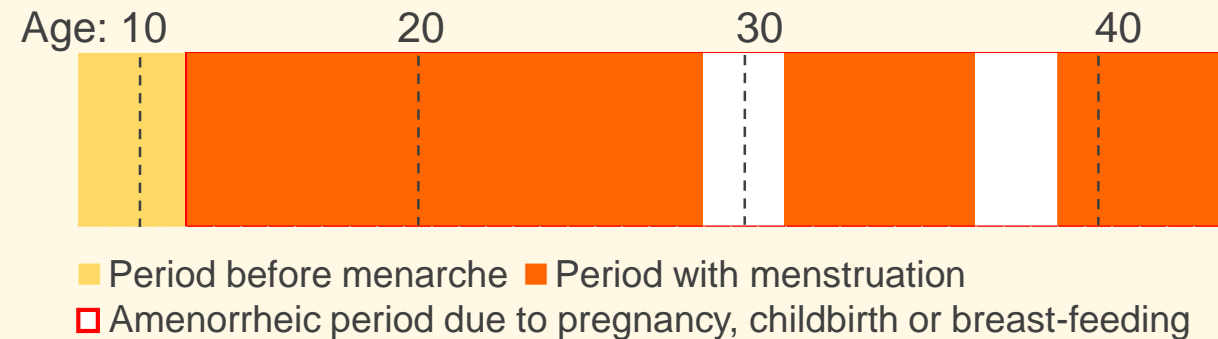 Age: 10 20 30 40
Period before menarche Period with menstruation
Amenorrheic period due to pregnancy, childbirth or breast-feeding